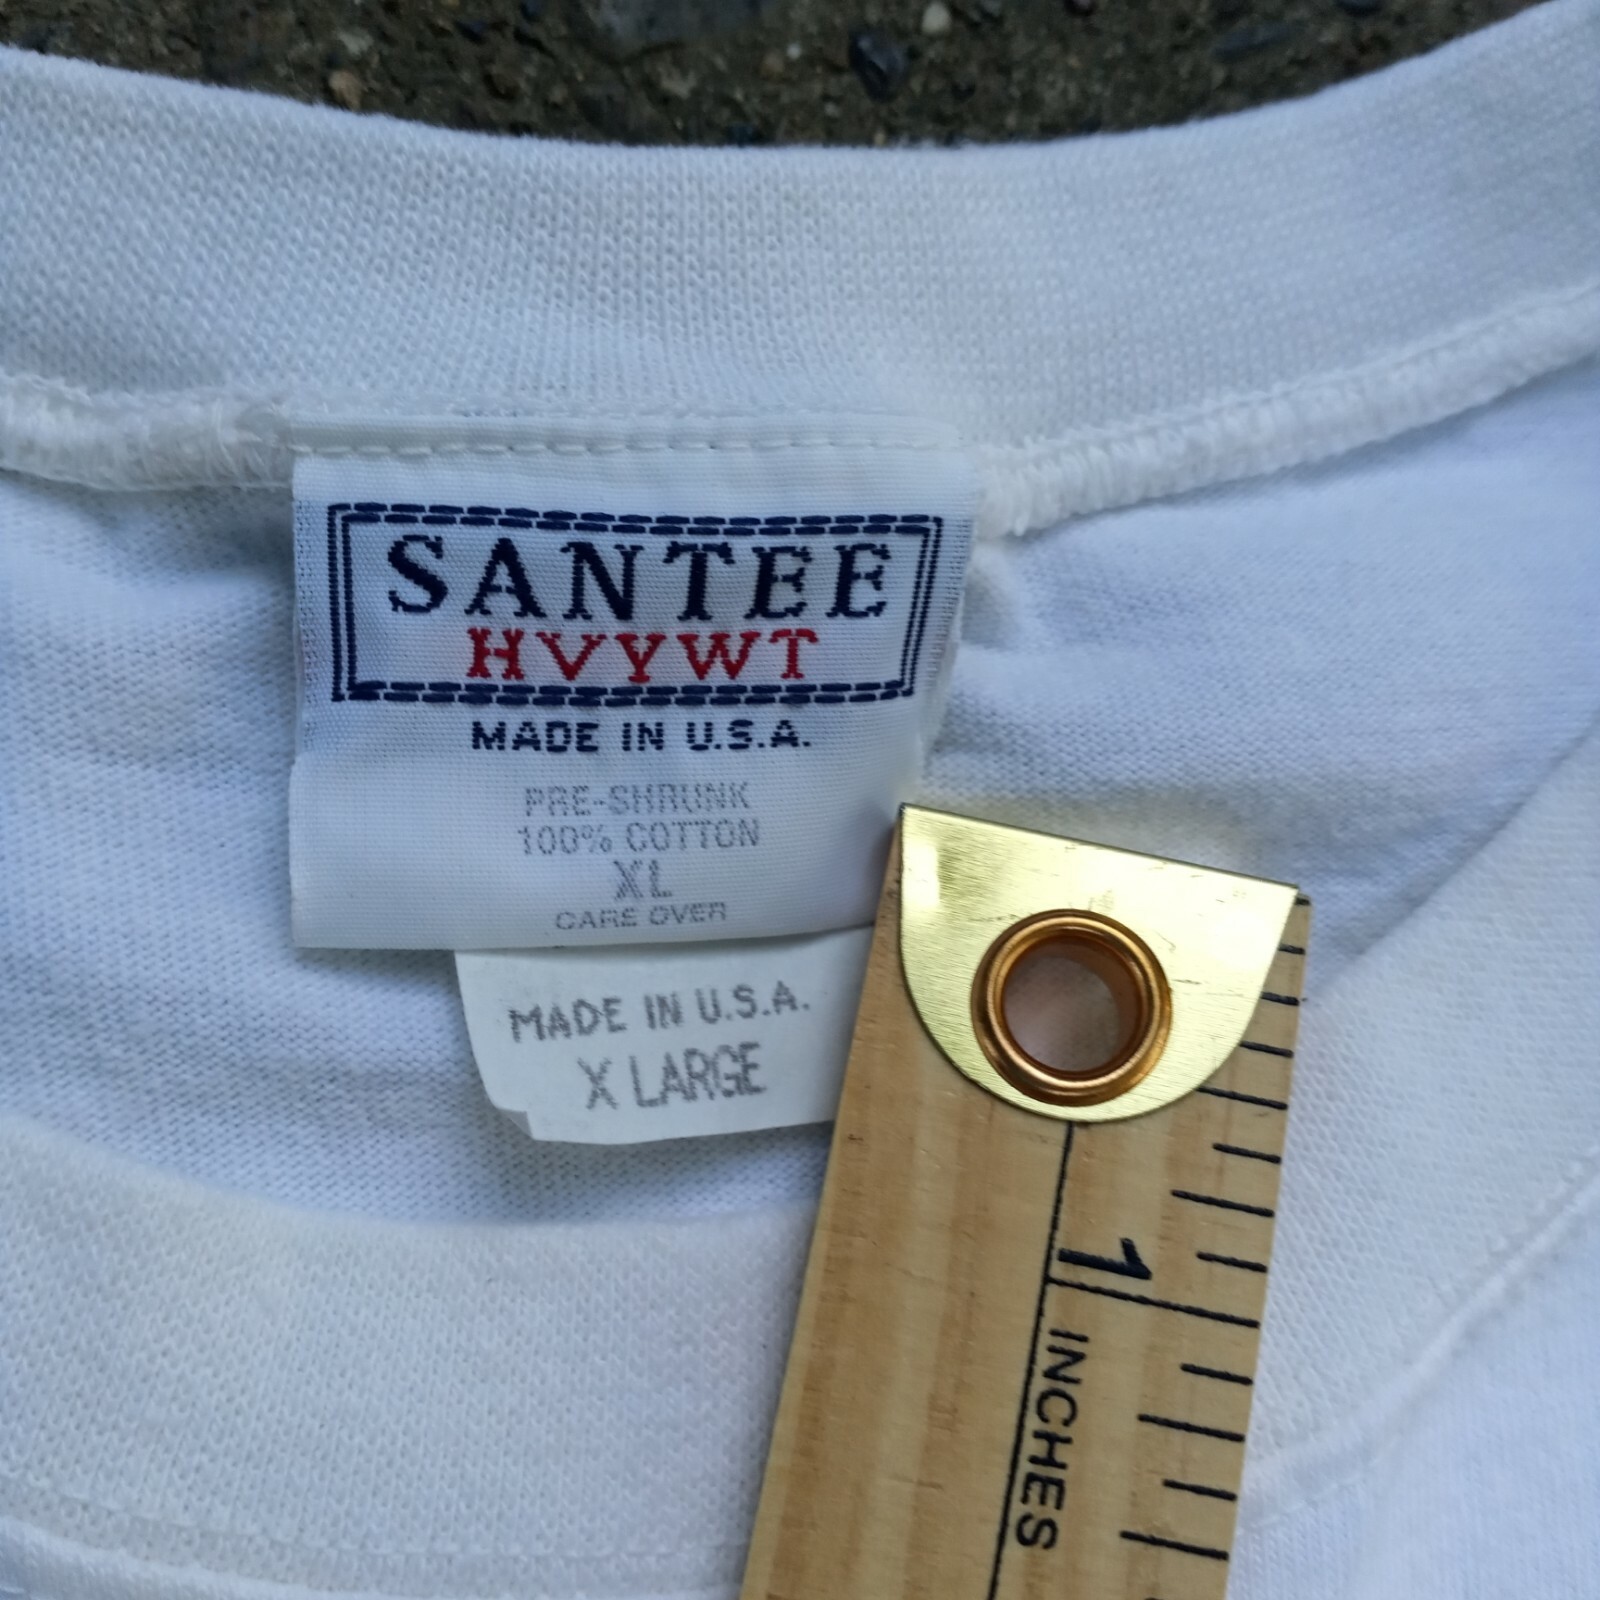 SANTEE
HVYWT
MADE IN U.S.A.
PRE-SHRUNK
100% COTTON
XL
CARE OVER
MADE IN U.S.A.
X LARGE
1
INCHES